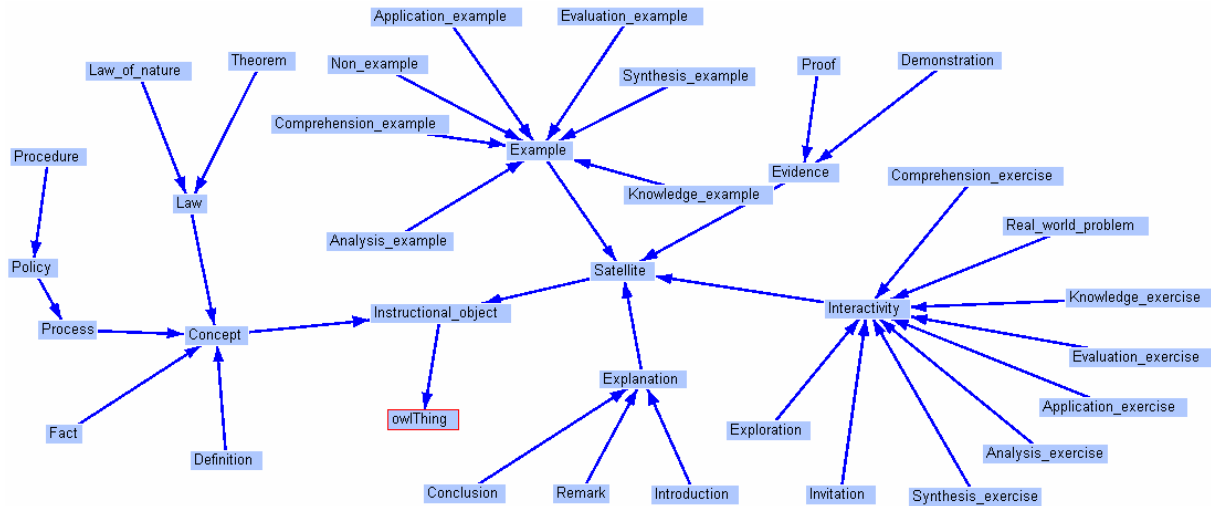 Application_example
Evaluation_example
Law_of_nature
Theorem
Non_example
Synthesis_example
Proof
Demonstration
Comprehension_example
Procedure
Example
Evidence
Comprehension_exercise
Knowledge_example
Law
Real_world_problem
Analysis_example
Policy
Satellite
Knowledge_exercise
Process
Concept
Instructional_object
Interactivity
Evaluation_exercise
Explanation
owlThing
Application_exercise
Fact
Exploration
Definition
Analysis_exercise
Conclusion
Remark
Introduction
Invitation
Synthesis_exercise